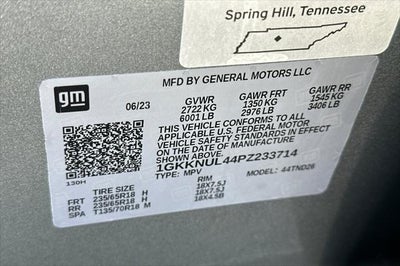 Spring Hill, Tennessee
MFD BY GENERAL MOTORS LLC
gm
06/23 GVWR GAWR FRT GAWR RR
2722 KG 1350 KG 1545 KG
6001 LB 2976 LB 3406 LB
THIS VEHICLE CONFORMS TO ALL
APPLICABLE U.S. FEDERAL MOTOR
VEHICLE SAFETY STANDARDS IN EFFECT
ON THE DATE OF MANUFACTURE
SHOWN ABOVE.
1GKKNUL44PZ233714
TYPE: MPV MODEL: 44TND26
130H
TIRE SIZE RIM
FRT 235/65R18 H 18X7.5J
RR 235/65R18 H 18X7.5J
SPA T135/70R18 M 18X4.5B